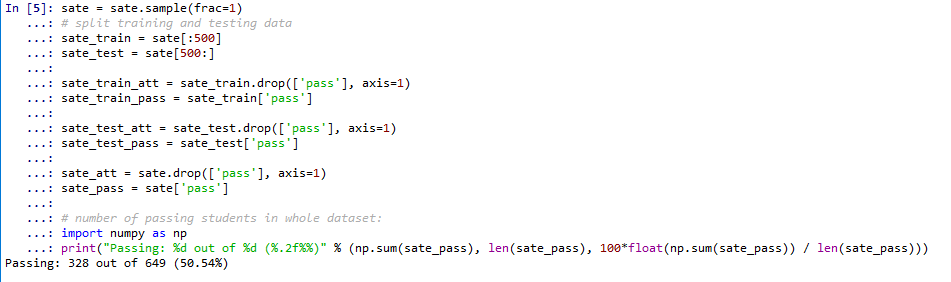 In [5]: sate = sate.sample(frac=1)
   ...: # split training and testing data
   ...: sate_train = sate[:500]
   ...: sate_test = sate[500:]
   ...:
   ...: sate_train_att = sate_train.drop(['pass'], axis=1)
   ...: sate_train_pass = sate_train['pass']
   ...:
   ...: sate_test_att = sate_test.drop(['pass'], axis=1)
   ...: sate_test_pass = sate_test['pass']
   ...:
   ...: sate_att = sate.drop(['pass'], axis=1)
   ...: sate_pass = sate['pass']
   ...:
   ...: # number of passing students in whole dataset:
   ...: import numpy as np
   ...: print("Passing: %d out of %d (%.2f%%)" % (np.sum(sate_pass), len(sate_pass), 100*float(np.sum(sate_pass)) / len(sate_pass)))
Passing: 328 out of 649 (50.54%)